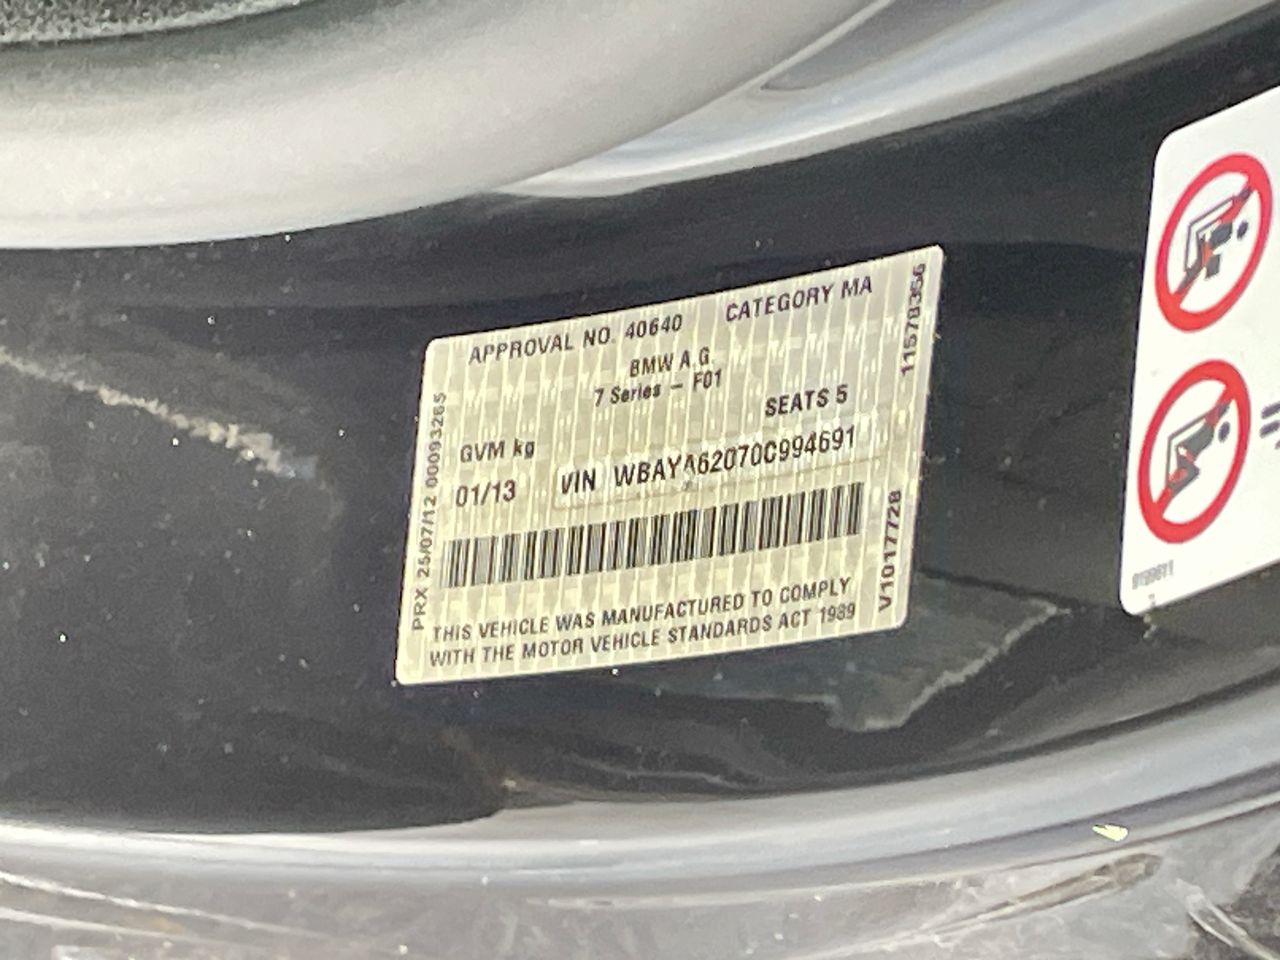 APPROVAL NO. 40640 CATEGORY MA
BMW A.G.
7 Series – F01
SEATS 5
GVM kg
01/13 VIN WBAYA62070C994691
THIS VEHICLE WAS MANUFACTURED TO COMPLY
WITH THE MOTOR VEHICLE STANDARDS ACT 1989
PRX 25/07/12 00093265
11578356
V1017728